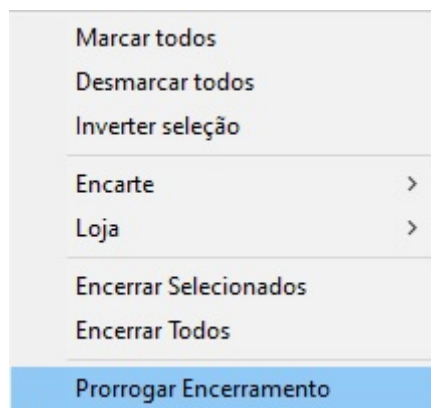 Marcar todos
Desmarcar todos
Inverter seleção
Encarte
Loja
Encerrar Selecionados
Encerrar Todos
Prorrogar Encerramento